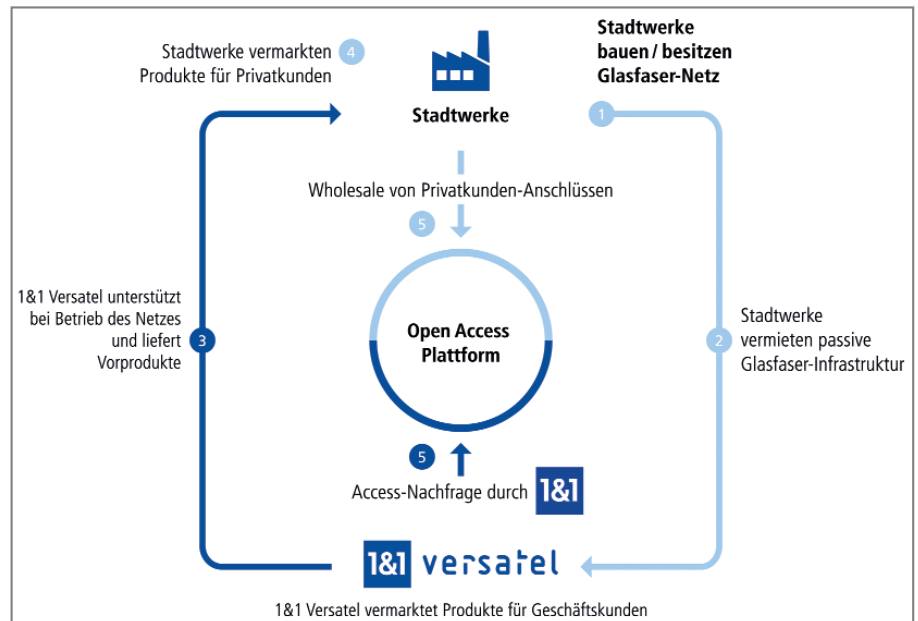 Stadtwerke vermarkten
Produkte für Privatkunden
4
Stadtwerke
Stadtwerke
bauen / besitzen
Glasfaser-Netz
1
Wholesale von Privatkunden-Anschlüssen
5
1&1 Versatel unterstützt
bei Betrieb des Netzes
und liefert
Vorprodukte
3
Open Access
Plattform
2
Stadtwerke
vermieten passive
Glasfaser-Infrastruktur
5
Access-Nachfrage durch 1&1
1&1 versatel
1&1 Versatel vermarktet Produkte für Geschäftskunden